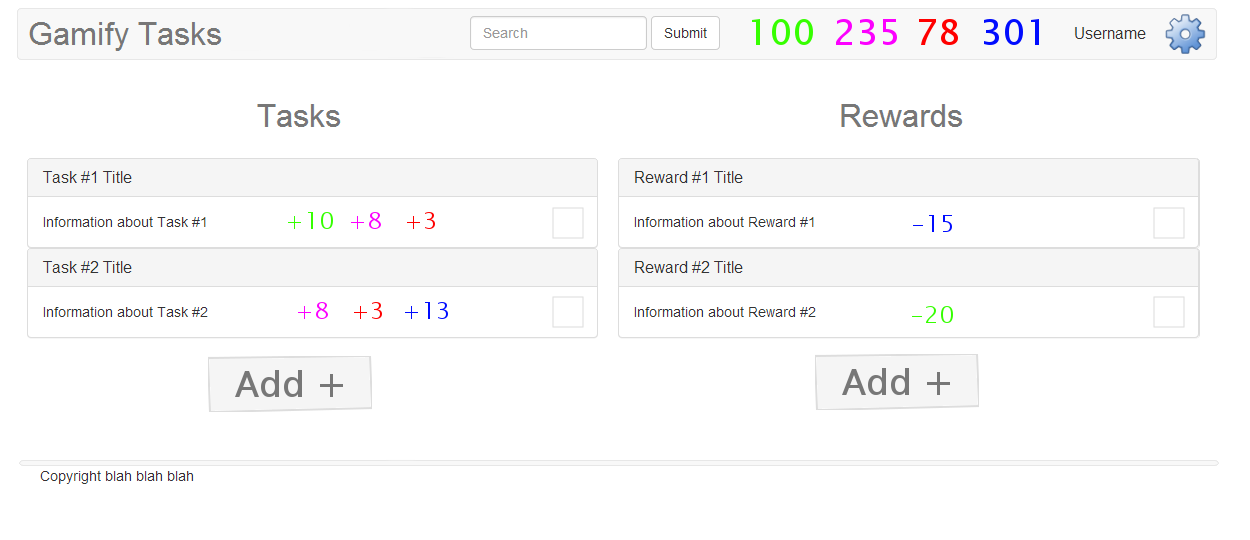 Gamify Tasks Search Submit 100 235 78 301 Username
Tasks
Task #1 Title
Information about Task #1 +10 +8 +3
Task #2 Title
Information about Task #2 +8 +3 +13
Add +
Rewards
Reward #1 Title
Information about Reward #1 -15
Reward #2 Title
Information about Reward #2 -20
Add +
Copyright blah blah blah